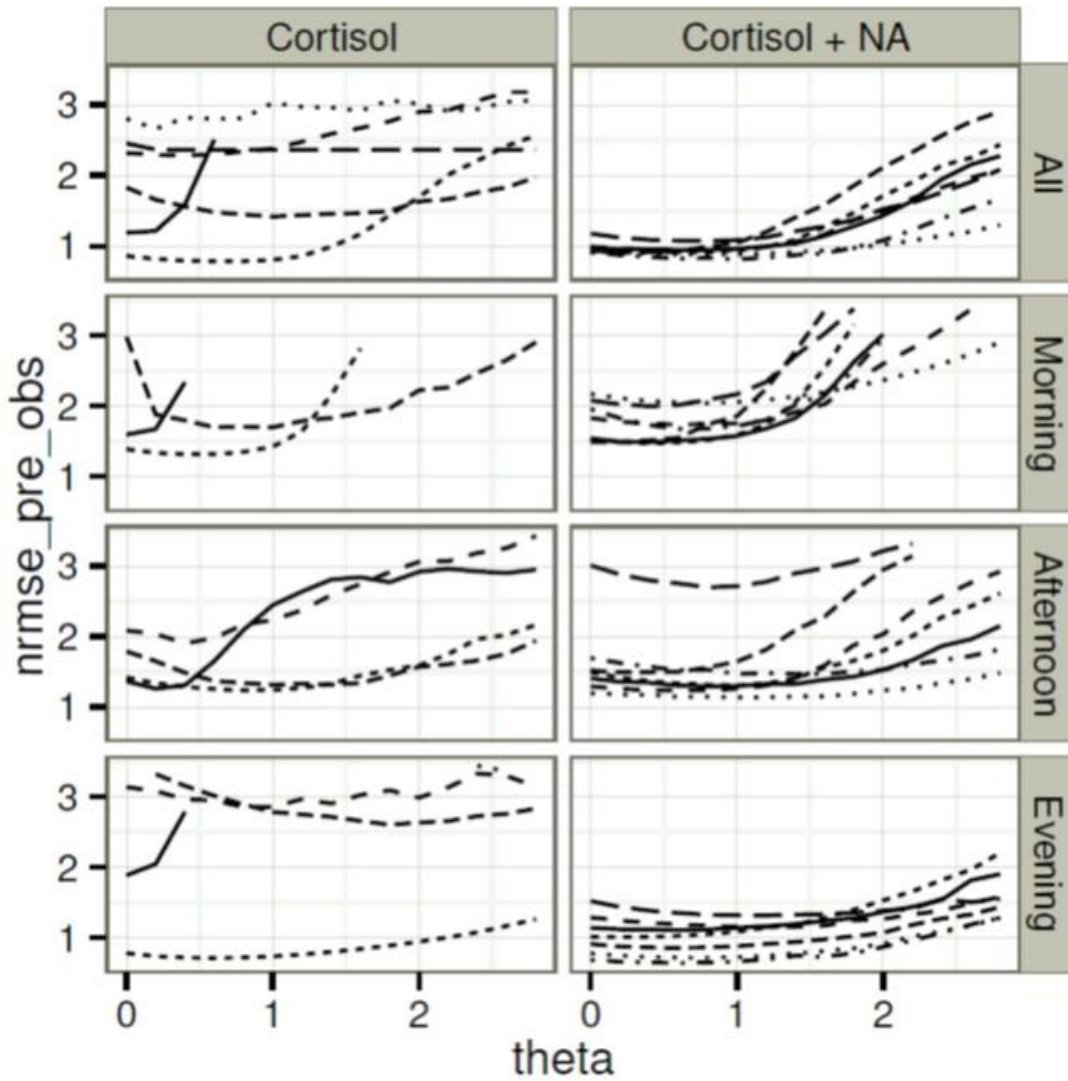 Cortisol
Cortisol + NA
nrmse_pre_obs
3
2
1
All
3
2
1
Morning
3
2
1
Afternoon
3
2
1
Evening
0
1
2
0
1
2
theta